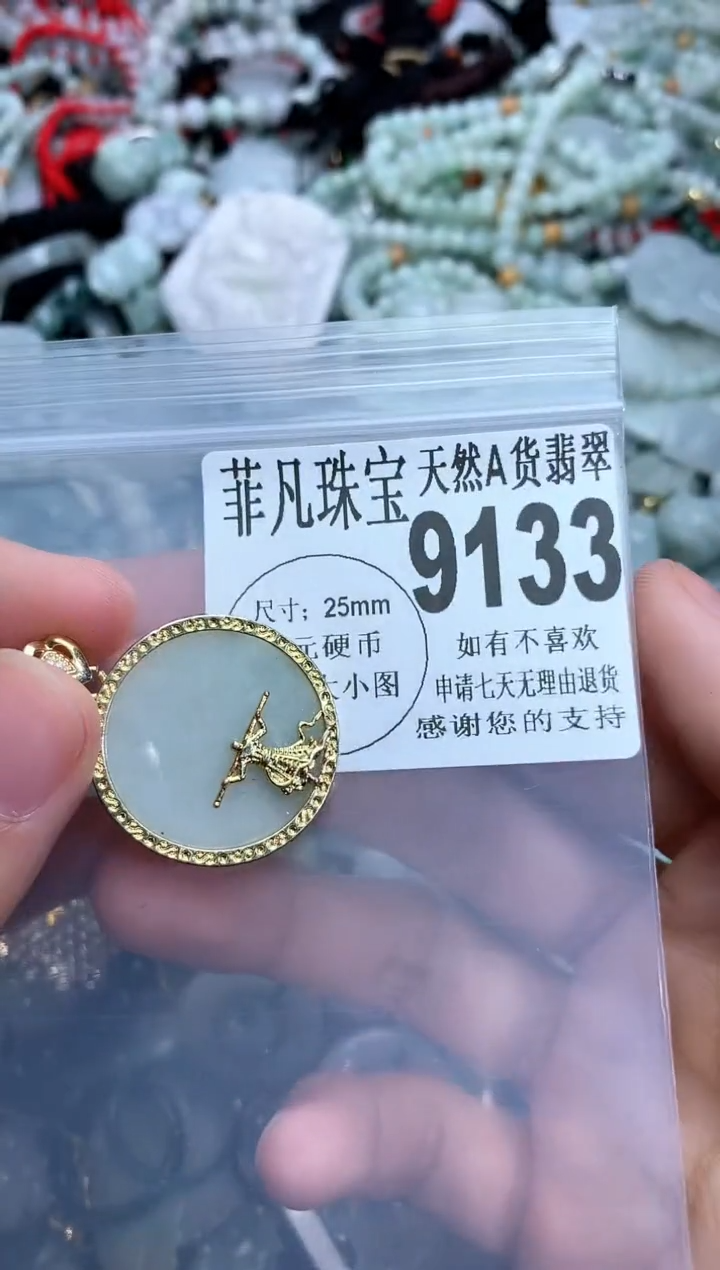 菲凡珠宝 天然A货翡翠
9133
尺寸；25mm
元硬币
大小图
如有不喜欢
申请七天无理由退货
感谢您的支持